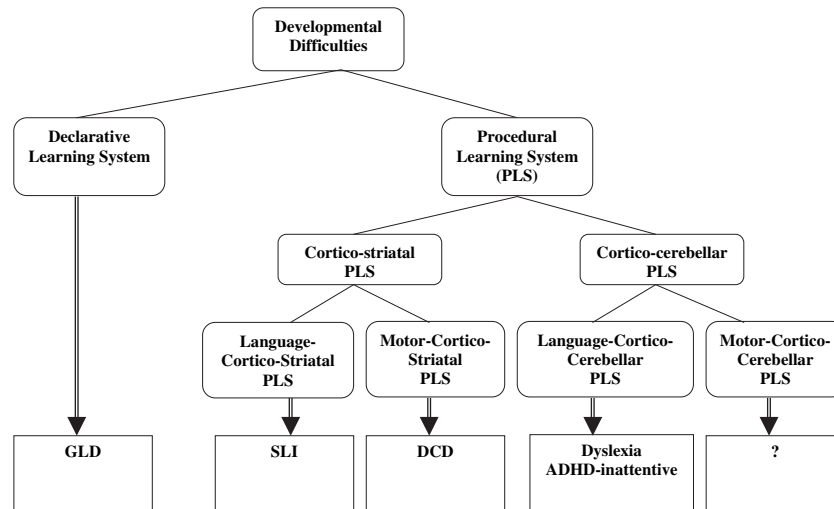 Developmental
Difficulties
Declarative
Learning System
Procedural
Learning System
(PLS)
Cortico-striatal
PLS
Cortico-cerebellar
PLS
Language-
Cortico-Striatal
PLS
Motor-Cortico-
Striatal
PLS
Language-Cortico-
Cerebellar
PLS
Motor-Cortico-
Cerebellar
PLS
GLD
SLI
DCD
Dyslexia
ADHD-inattentive
?